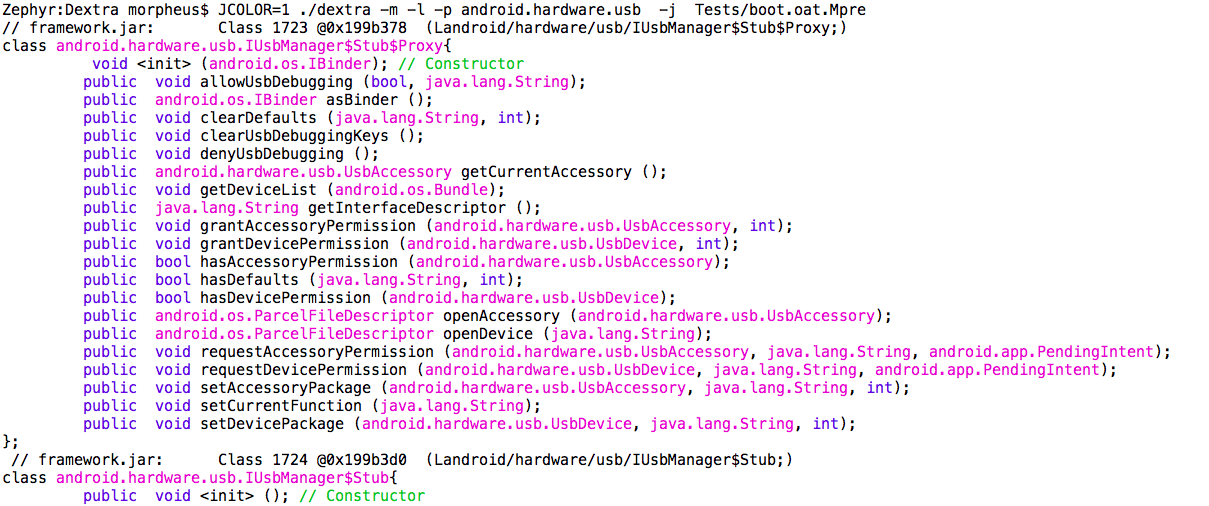 Zephyr:Dextra morpheus$ JCOLOR=1 ./dextra -m -l -p android.hardware.usb  -j  Tests/boot.oat.Mpre
// framework.jar:      Class 1723 @0x199b378  (Landroid/hardware/usb/IUsbManager$Stub$Proxy;)
class android.hardware.usb.IUsbManager$Stub$Proxy{
          void <init> (android.os.IBinder); // Constructor
         public  void allowUsbDebugging (bool, java.lang.String);
         public  android.os.IBinder asBinder ();
         public  void clearDefaults (java.lang.String, int);
         public  void clearUsbDebuggingKeys ();
         public  void denyUsbDebugging ();
         public  android.hardware.usb.UsbAccessory getCurrentAccessory ();
         public  void getDeviceList (android.os.Bundle);
         public  java.lang.String getInterfaceDescriptor ();
         public  void grantAccessoryPermission (android.hardware.usb.UsbAccessory, int);
         public  void grantDevicePermission (android.hardware.usb.UsbDevice, int);
         public  bool hasAccessoryPermission (android.hardware.usb.UsbAccessory);
         public  bool hasDefaults (java.lang.String, int);
         public  bool hasDevicePermission (android.hardware.usb.UsbDevice);
         public  android.os.ParcelFileDescriptor openAccessory (android.hardware.usb.UsbAccessory);
         public  android.os.ParcelFileDescriptor openDevice (java.lang.String);
         public  void requestAccessoryPermission (android.hardware.usb.UsbAccessory, java.lang.String, android.app.PendingIntent);
         public  void requestDevicePermission (android.hardware.usb.UsbDevice, java.lang.String, android.app.PendingIntent);
         public  void setAccessoryPackage (android.hardware.usb.UsbAccessory, java.lang.String, int);
         public  void setCurrentFunction (java.lang.String);
         public  void setDevicePackage (android.hardware.usb.UsbDevice, java.lang.String, int);
};
 // framework.jar:      Class 1724 @0x199b3d0  (Landroid/hardware/usb/IUsbManager$Stub;)
class android.hardware.usb.IUsbManager$Stub{
         public  void <init> (); // Constructor